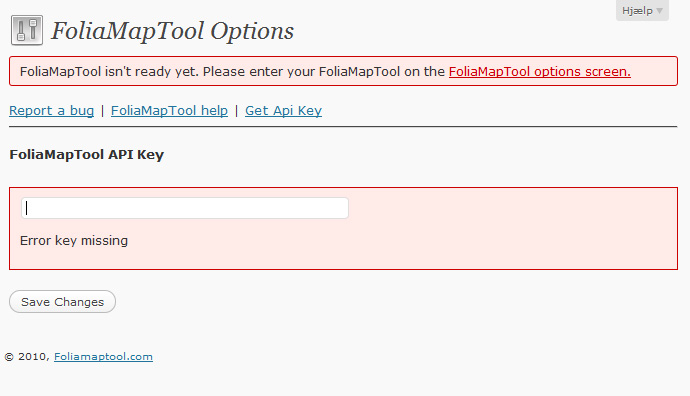 Hjælp
FoliaMapTool Options
FoliaMapTool isn't ready yet. Please enter your FoliaMapTool on the FoliaMapTool options screen.
Report a bug | FoliaMapTool help | Get Api Key
FoliaMapTool API Key
Error key missing
Save Changes
© 2010, Foliamaptool.com